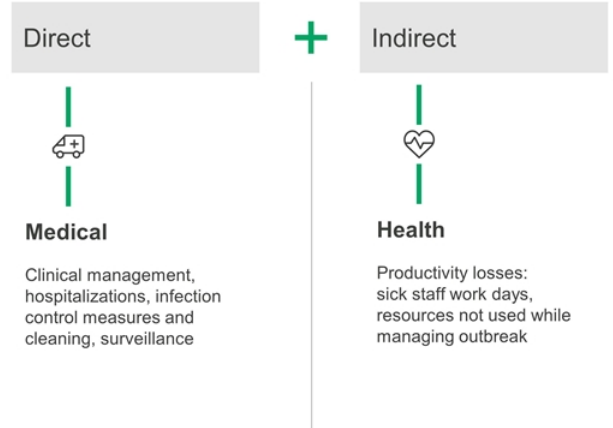 Direct
Medical
Clinical management,
hospitalizations, infection
control measures and
cleaning, surveillance
+
Indirect
Health
Productivity losses:
sick staff work days,
resources not used while
managing outbreak